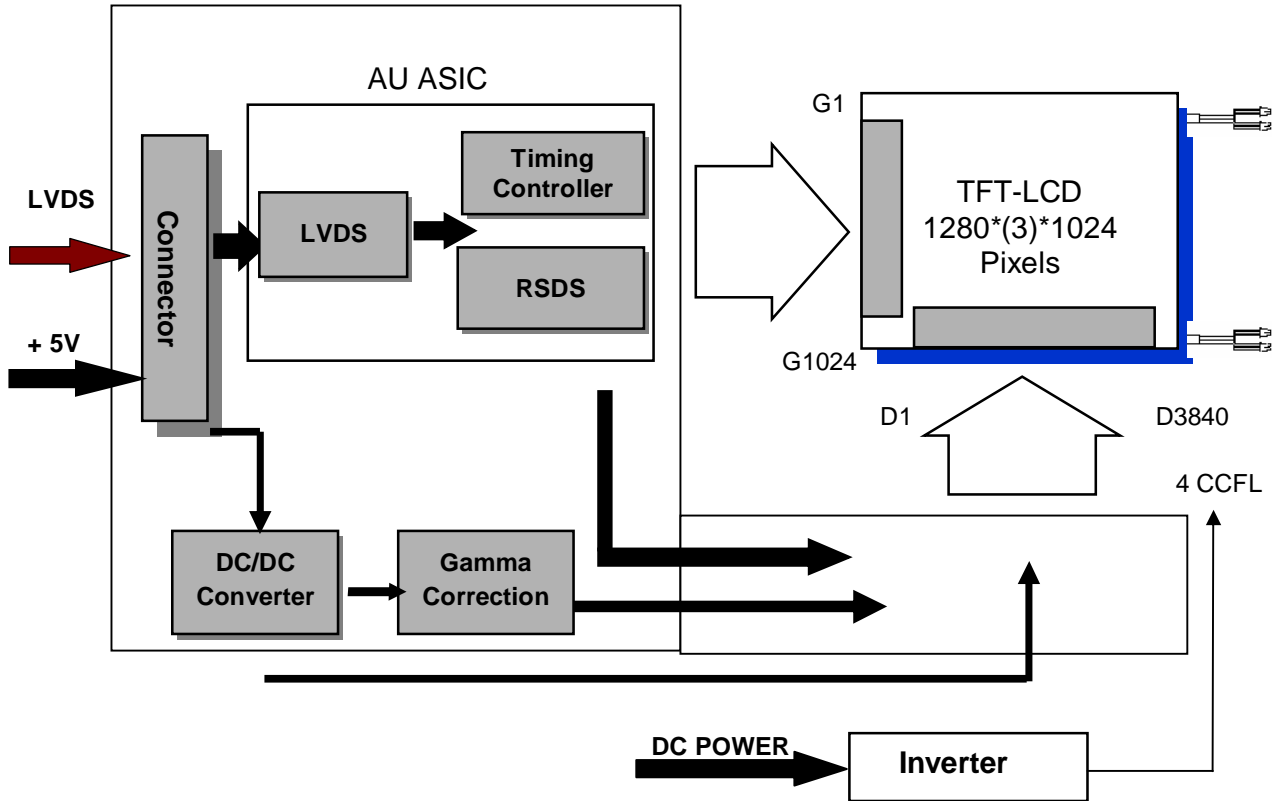 AU ASIC
LVDS
+ 5V
Connector
LVDS
Timing
Controller
RSDS
G1
TFT-LCD
1280*(3)*1024
Pixels
G1024
D1
D3840
4 CCFL
DC/DC
Converter
Gamma
Correction
DC POWER
Inverter